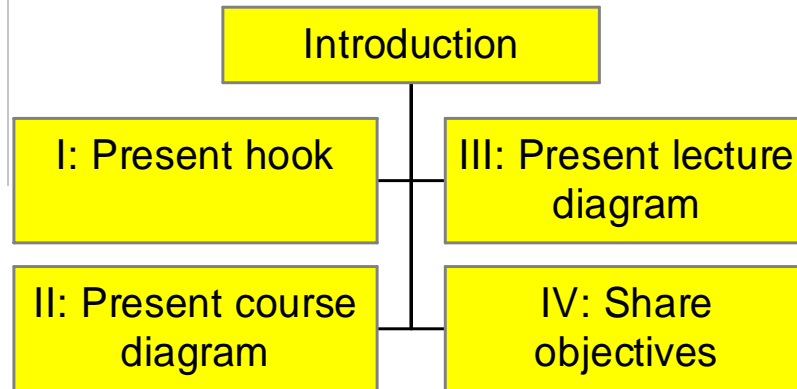 Introduction
I: Present hook
II: Present course
diagram
III: Present lecture
diagram
IV: Share
objectives